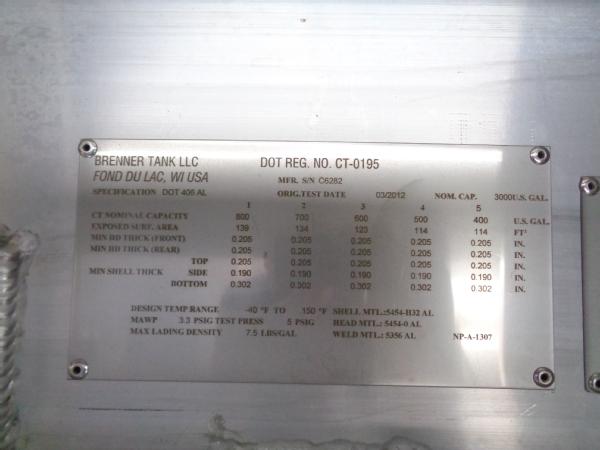 BRENNER TANK LLC DOT REG. NO. CT-0195
FOND DU LAC, WI USA MFR. S/N C6282
SPECIFICATION DOT 406 AL ORIG.TEST DATE 03/2012 NOM. CAP. 3000U.S. GAL.
1 2 3 4 5
CT NOMINAL CAPACITY 800 700 600 500 400 U.S. GAL.
EXPOSED SURF. AREA 139 134 123 114 114 FT²
MIN HD THICK (FRONT) 0.205 0.205 0.205 0.205 0.205 IN.
MIN HD THICK (REAR) 0.205 0.205 0.205 0.205 0.205 IN.
TOP 0.205 0.205 0.205 0.205 0.205 IN.
MIN SHELL THICK SIDE 0.190 0.190 0.190 0.190 0.190 IN.
BOTTOM 0.302 0.302 0.302 0.302 0.302 IN.
DESIGN TEMP RANGE -40 °F TO 150 °F SHELL MTL:5454-H32 AL
MAWP 3.3 PSIG TEST PRESS 5 PSIG HEAD MTL.: 5454-0 AL
MAX LADING DENSITY 7.5 LBS/GAL WELD MTL.: 5356 AL NP-A-1307